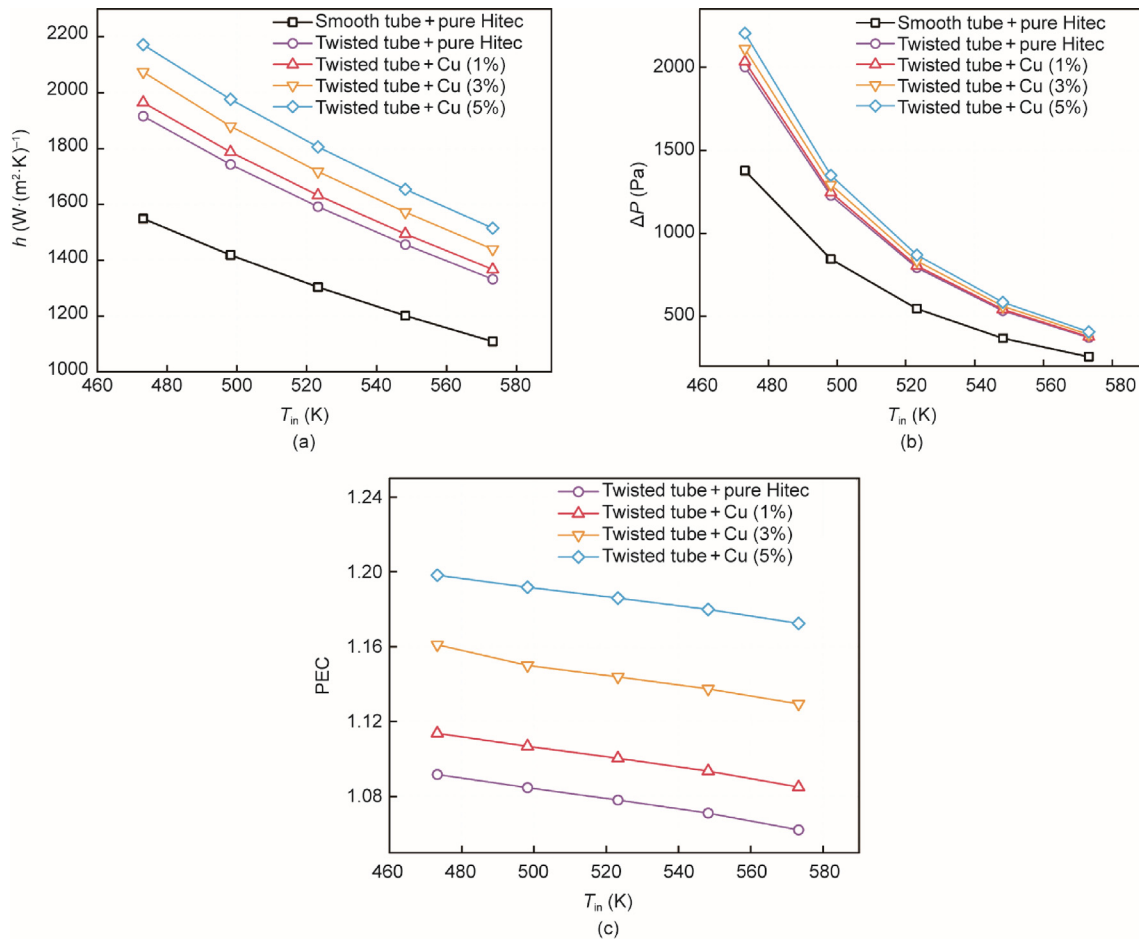 2200
2000
1800
1600
1400
1200
1000
h (W·(m²·K)⁻¹)
Smooth tube + pure Hitec
Twisted tube + pure Hitec
Twisted tube + Cu (1%)
Twisted tube + Cu (3%)
Twisted tube + Cu (5%)
460 480 500 520 540 560 580
T_in (K)
(a)
2000
1500
1000
500
ΔP (Pa)
Smooth tube + pure Hitec
Twisted tube + pure Hitec
Twisted tube + Cu (1%)
Twisted tube + Cu (3%)
Twisted tube + Cu (5%)
460 480 500 520 540 560 580
T_in (K)
(b)
1.24
1.20
1.16
1.12
1.08
PEC
Twisted tube + pure Hitec
Twisted tube + Cu (1%)
Twisted tube + Cu (3%)
Twisted tube + Cu (5%)
460 480 500 520 540 560 580
T_in (K)
(c)